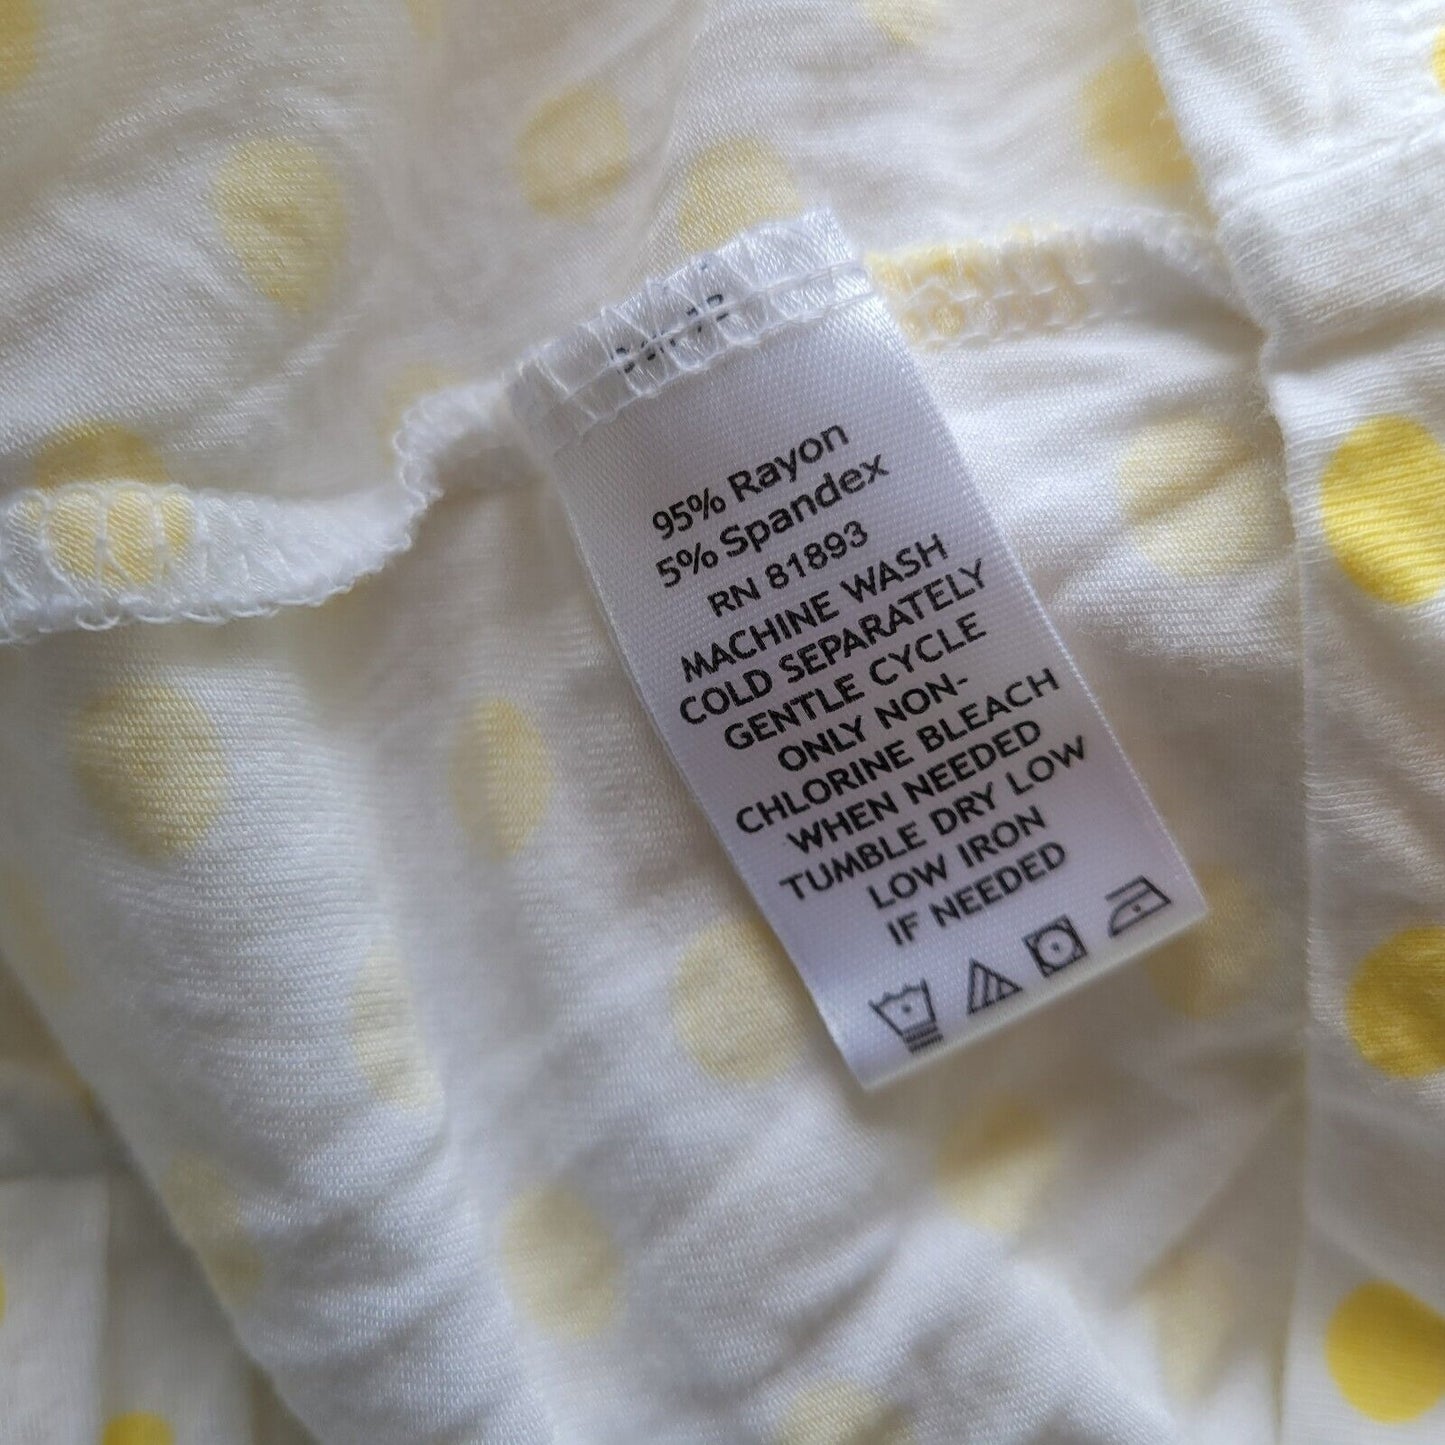 95% Rayon
5% Spandex
RN 81893
MACHINE WASH
COLD SEPARATELY
GENTLE CYCLE
ONLY NON-
CHLORINE BLEACH
WHEN NEEDED
TUMBLE DRY LOW
LOW IRON
IF NEEDED